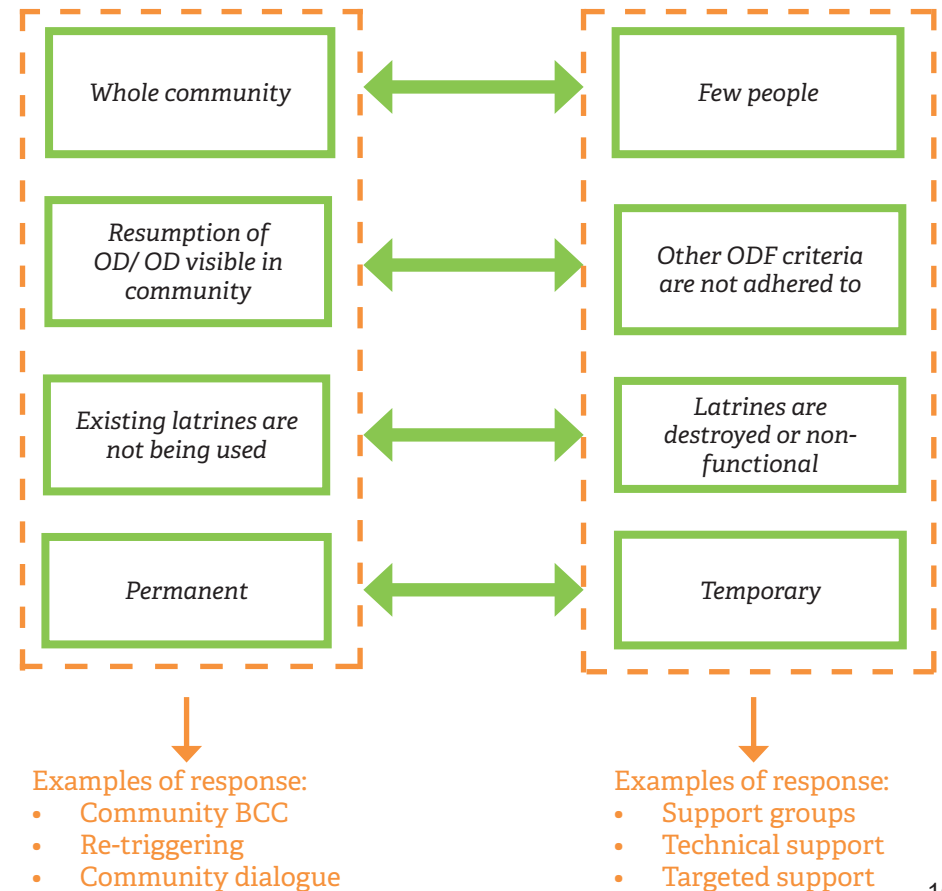 Whole community
Few people
Resumption of
OD/ OD visible in
community
Other ODF criteria
are not adhered to
Existing latrines are
not being used
Latrines are
destroyed or non-
functional
Permanent
Temporary
Examples of response:
• Community BCC
• Re-triggering
• Community dialogue
Examples of response:
• Support groups
• Technical support
• Targeted support